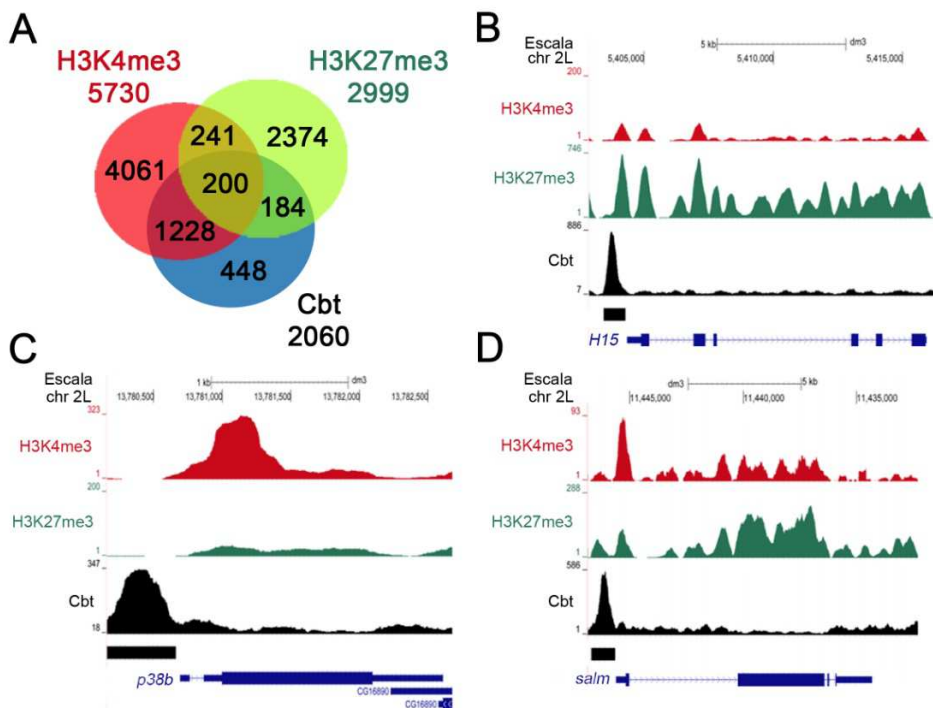 A
H3K4me3
5730
H3K27me3
2999
241
2374
4061
200
184
1228
448
Cbt
2060
B
Escala
chr 2L
5 kb
dm3
5,405,000
5,410,000
5,415,000
200
H3K4me3
1
746
H3K27me3
1
886
Cbt
7
H15
C
Escala
chr 2L
1 kb
dm3
13,780,500
13,781,000
13,781,500
13,782,000
13,782,500
323
H3K4me3
1
200
H3K27me3
1
347
Cbt
18
p38b
CG16890
CG16890
D
Escala
chr 2L
dm3
5 kb
11,445,000
11,440,000
11,435,000
93
H3K4me3
1
288
H3K27me3
1
586
Cbt
1
salm